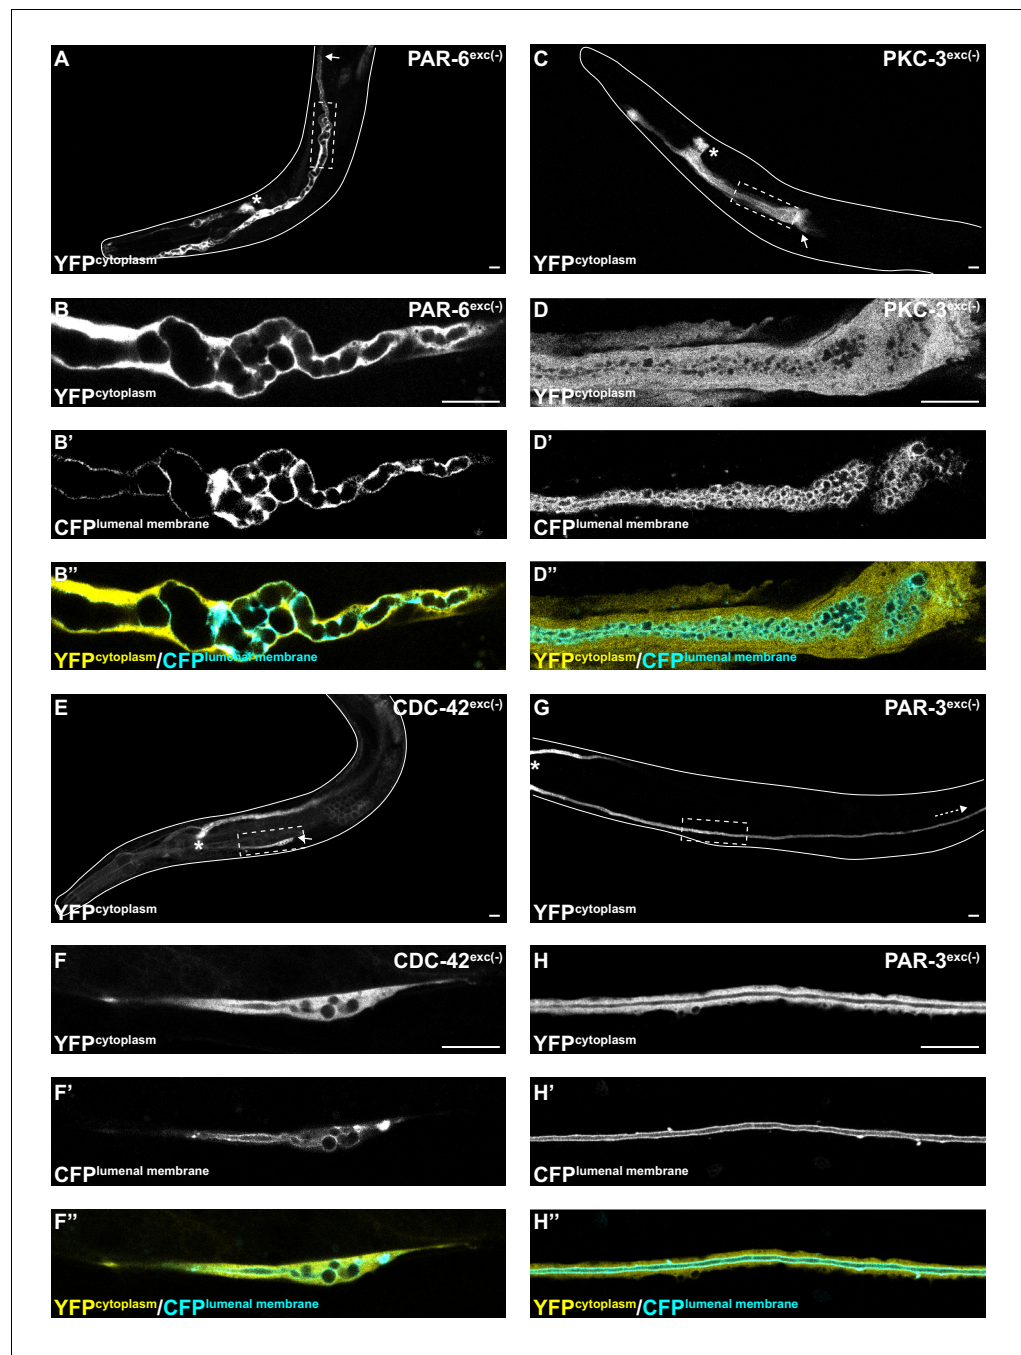 A PAR-6exc(-)
*
YFPcytoplasm
C PKC-3exc(-)
*
YFPcytoplasm
B PAR-6exc(-)
YFPcytoplasm
D PKC-3exc(-)
YFPcytoplasm
B’
CFPlumenal membrane
D’
CFPlumenal membrane
B’’
YFPcytoplasm/CFPlumenal membrane
D’’
YFPcytoplasm/CFPlumenal membrane
E CDC-42exc(-)
*
YFPcytoplasm
G PAR-3exc(-)
*
YFPcytoplasm
F CDC-42exc(-)
YFPcytoplasm
H PAR-3exc(-)
YFPcytoplasm
F’
CFPlumenal membrane
H’
CFPlumenal membrane
F’’
YFPcytoplasm/CFPlumenal membrane
H’’
YFPcytoplasm/CFPlumenal membrane